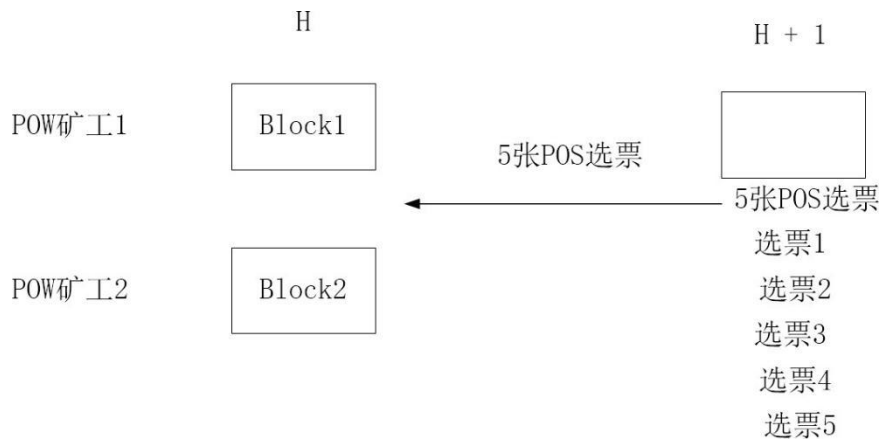 H
H + 1
POW矿工1
Block1
5张POS选票
5张POS选票
选票1
POW矿工2
Block2
选票2
选票3
选票4
选票5